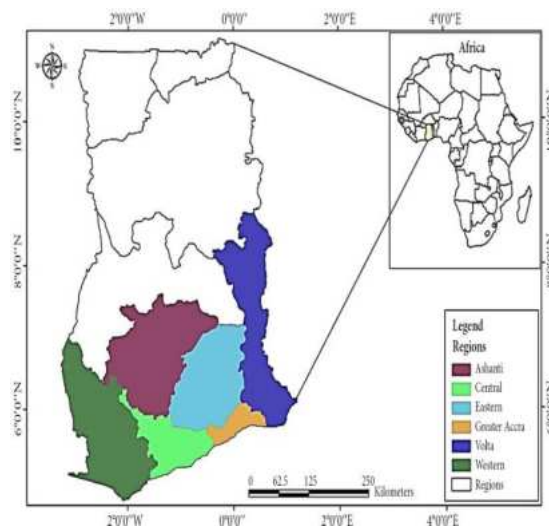 2°0'0"W 0°0'0" 2°0'0"E 4°0'0"E
Africa
N
W E
S
10°0'0"N
8°0'0"N
6°0'0"N
Legend
Regions
Ashanti
Central
Eastern
Greater Accra
Volta
Western
Regions
0 62.5 125 250
Kilometers
2°0'0"W 0°0'0" 2°0'0"E 4°0'0"E